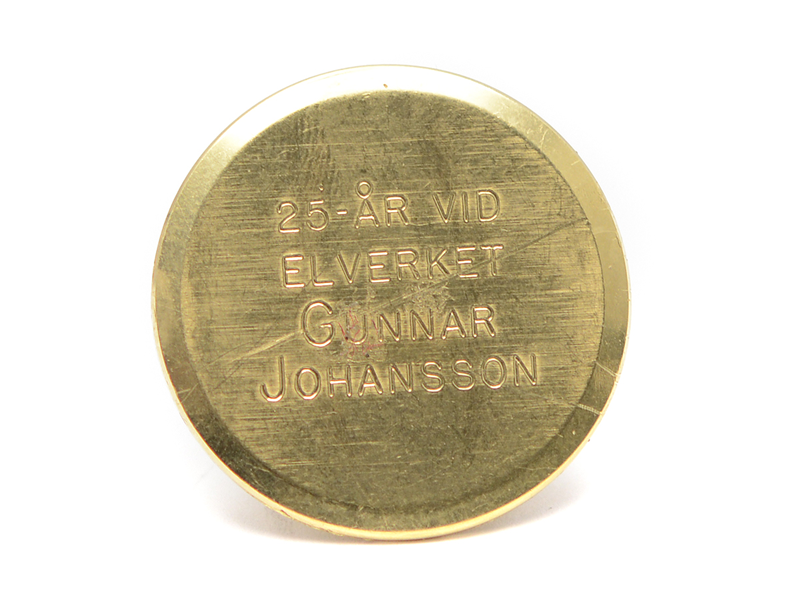 25-ÅR VID
ELVERKET
GUNNAR
JOHANSSON